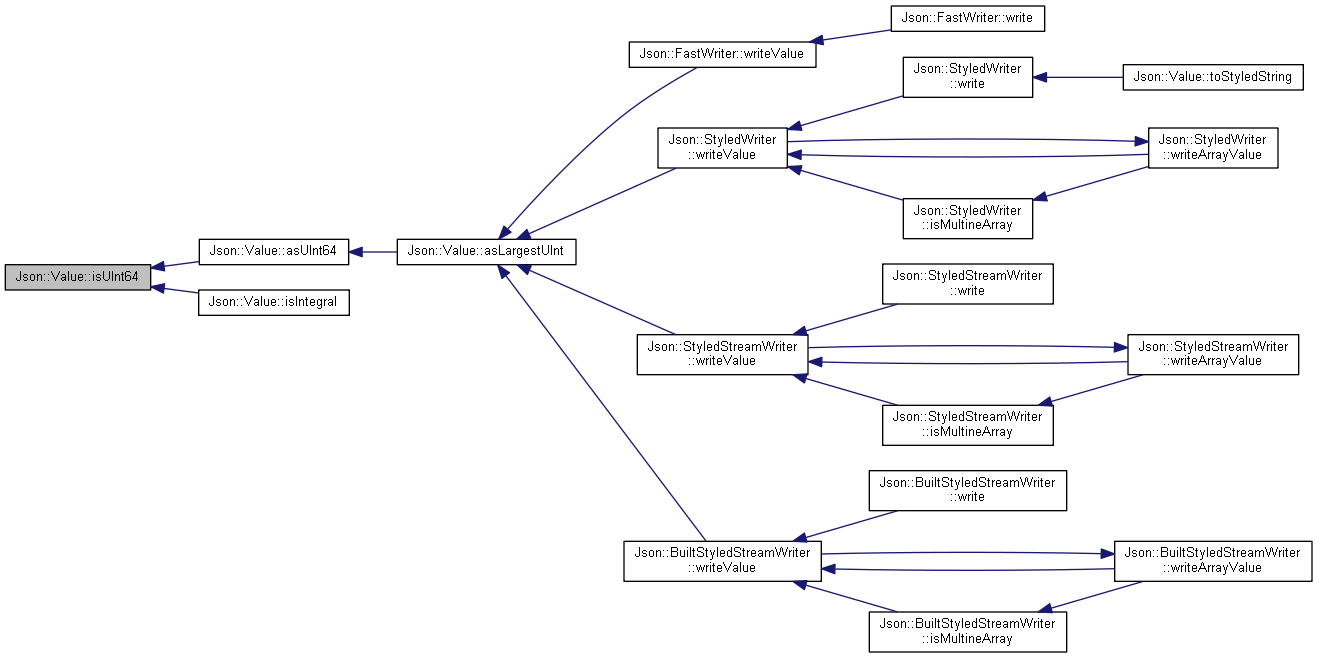 Json::FastWriter::write
Json::FastWriter::writeValue
Json::StyledWriter
::write
Json::Value::toStyledString
Json::StyledWriter
::writeValue
Json::StyledWriter
::writeArrayValue
Json::StyledWriter
::isMultineArray
Json::Value::asUInt64
Json::Value::asLargestUInt
Json::Value::isUInt64
Json::Value::isIntegral
Json::StyledStreamWriter
::write
Json::StyledStreamWriter
::writeValue
Json::StyledStreamWriter
::writeArrayValue
Json::StyledStreamWriter
::isMultineArray
Json::BuiltStyledStreamWriter
::write
Json::BuiltStyledStreamWriter
::writeValue
Json::BuiltStyledStreamWriter
::writeArrayValue
Json::BuiltStyledStreamWriter
::isMultineArray